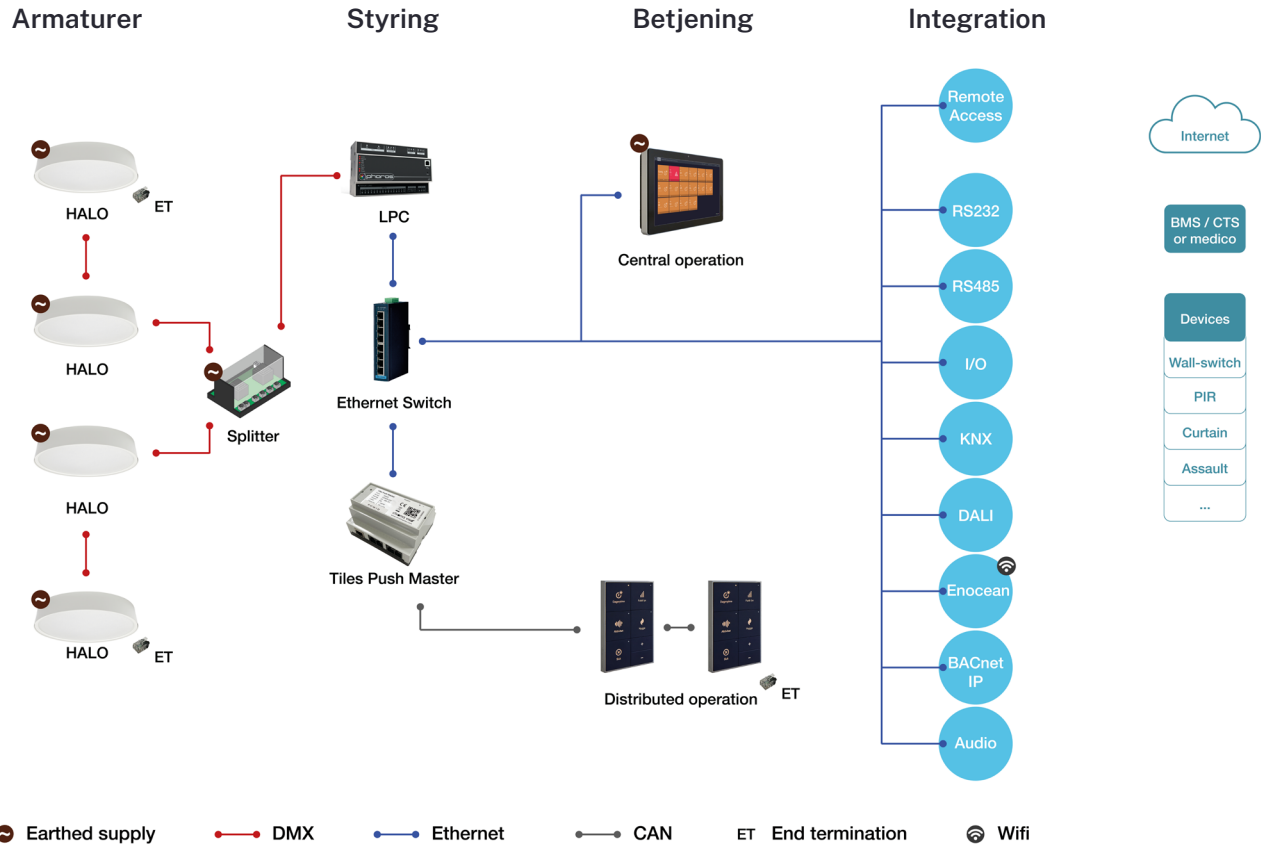 Armaturer
Styring
Betjening
Integration
HALO
ET
HALO
HALO
HALO
ET
Splitter
LPC
Ethernet Switch
Tiles Push Master
Central operation
Distributed operation
ET
Remote
Access
RS232
RS485
I/O
KNX
DALI
Enocean
BACnet
IP
Audio
Internet
BMS / CTS
or medico
Devices
Wall-switch
PIR
Curtain
Assault
...
Earthed supply
DMX
Ethernet
CAN
ET End termination
Wifi